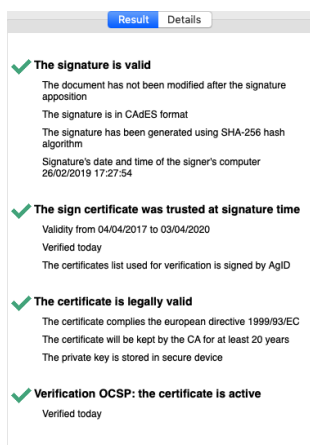 Result Details
The signature is valid
The document has not been modified after the signature
apposition
The signature is in CAdES format
The signature has been generated using SHA-256 hash
algorithm
Signature's date and time of the signer's computer
26/02/2019 17:27:54
The sign certificate was trusted at signature time
Validity from 04/04/2017 to 03/04/2020
Verified today
The certificates list used for verification is signed by AgID
The certificate is legally valid
The certificate complies the european directive 1999/93/EC
The certificate will be kept by the CA for at least 20 years
The private key is stored in secure device
Verification OCSP: the certificate is active
Verified today